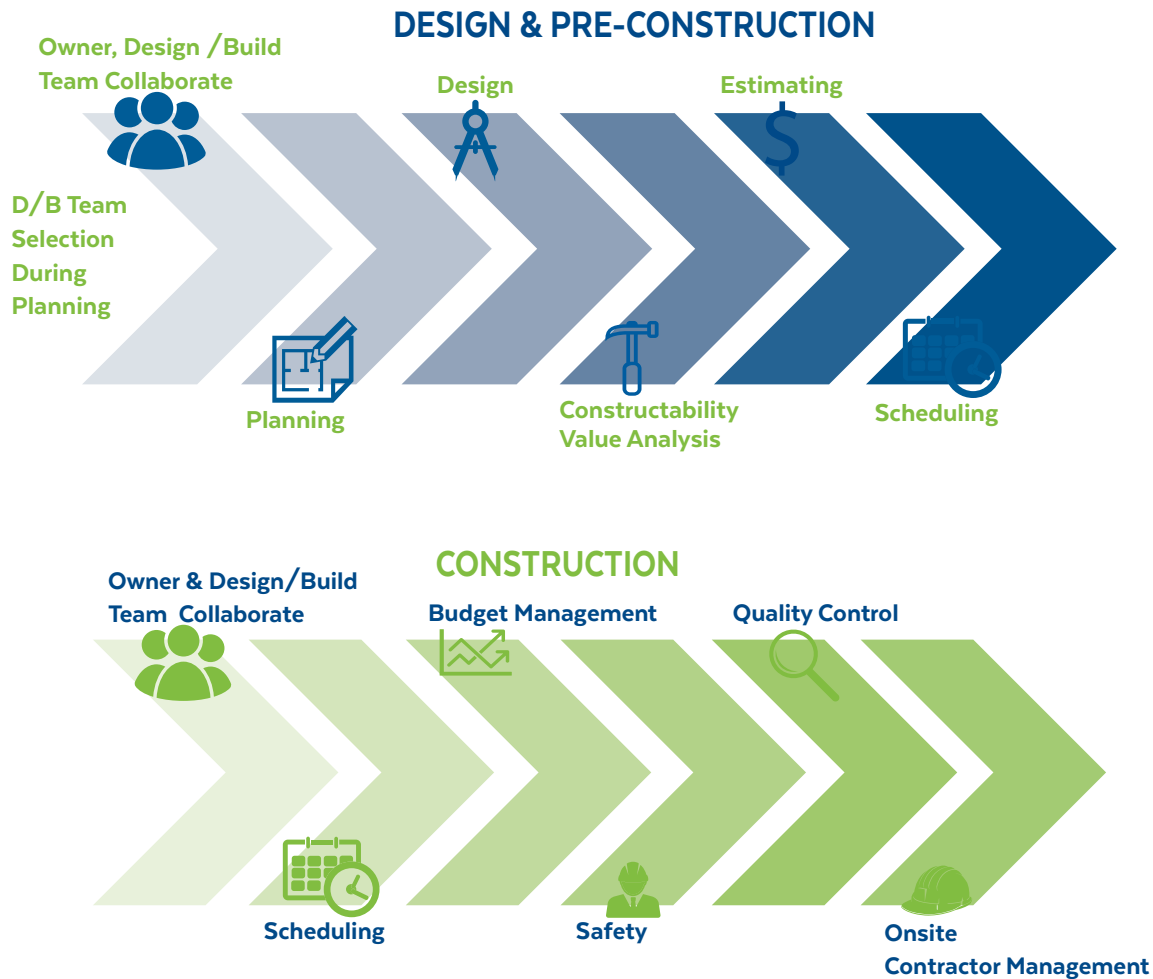 DESIGN & PRE-CONSTRUCTION
Owner, Design /Build
Team Collaborate
Design
Estimating
$
D/B Team
Selection
During
Planning
Planning
Constructability
Value Analysis
Scheduling
CONSTRUCTION
Owner & Design/Build
Team Collaborate
Budget Management
Quality Control
Scheduling
Safety
Onsite
Contractor Management